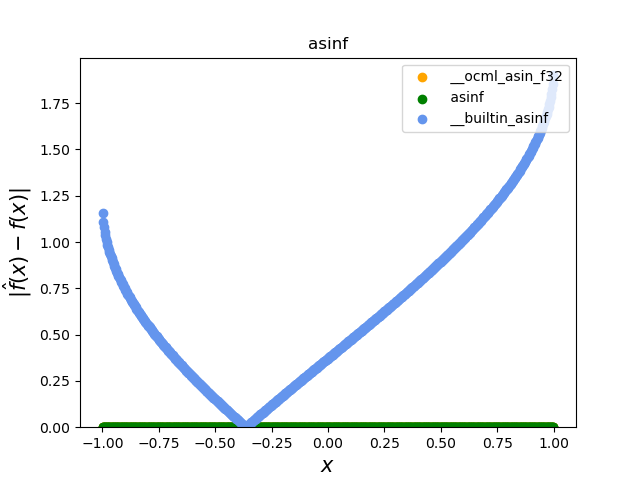 asinf
__ocml_asin_f32
asinf
__builtin_asinf
|f̂(x) − f(x)|
1.75
1.50
1.25
1.00
0.75
0.50
0.25
0.00
−1.00 −0.75 −0.50 −0.25 0.00 0.25 0.50 0.75 1.00
x